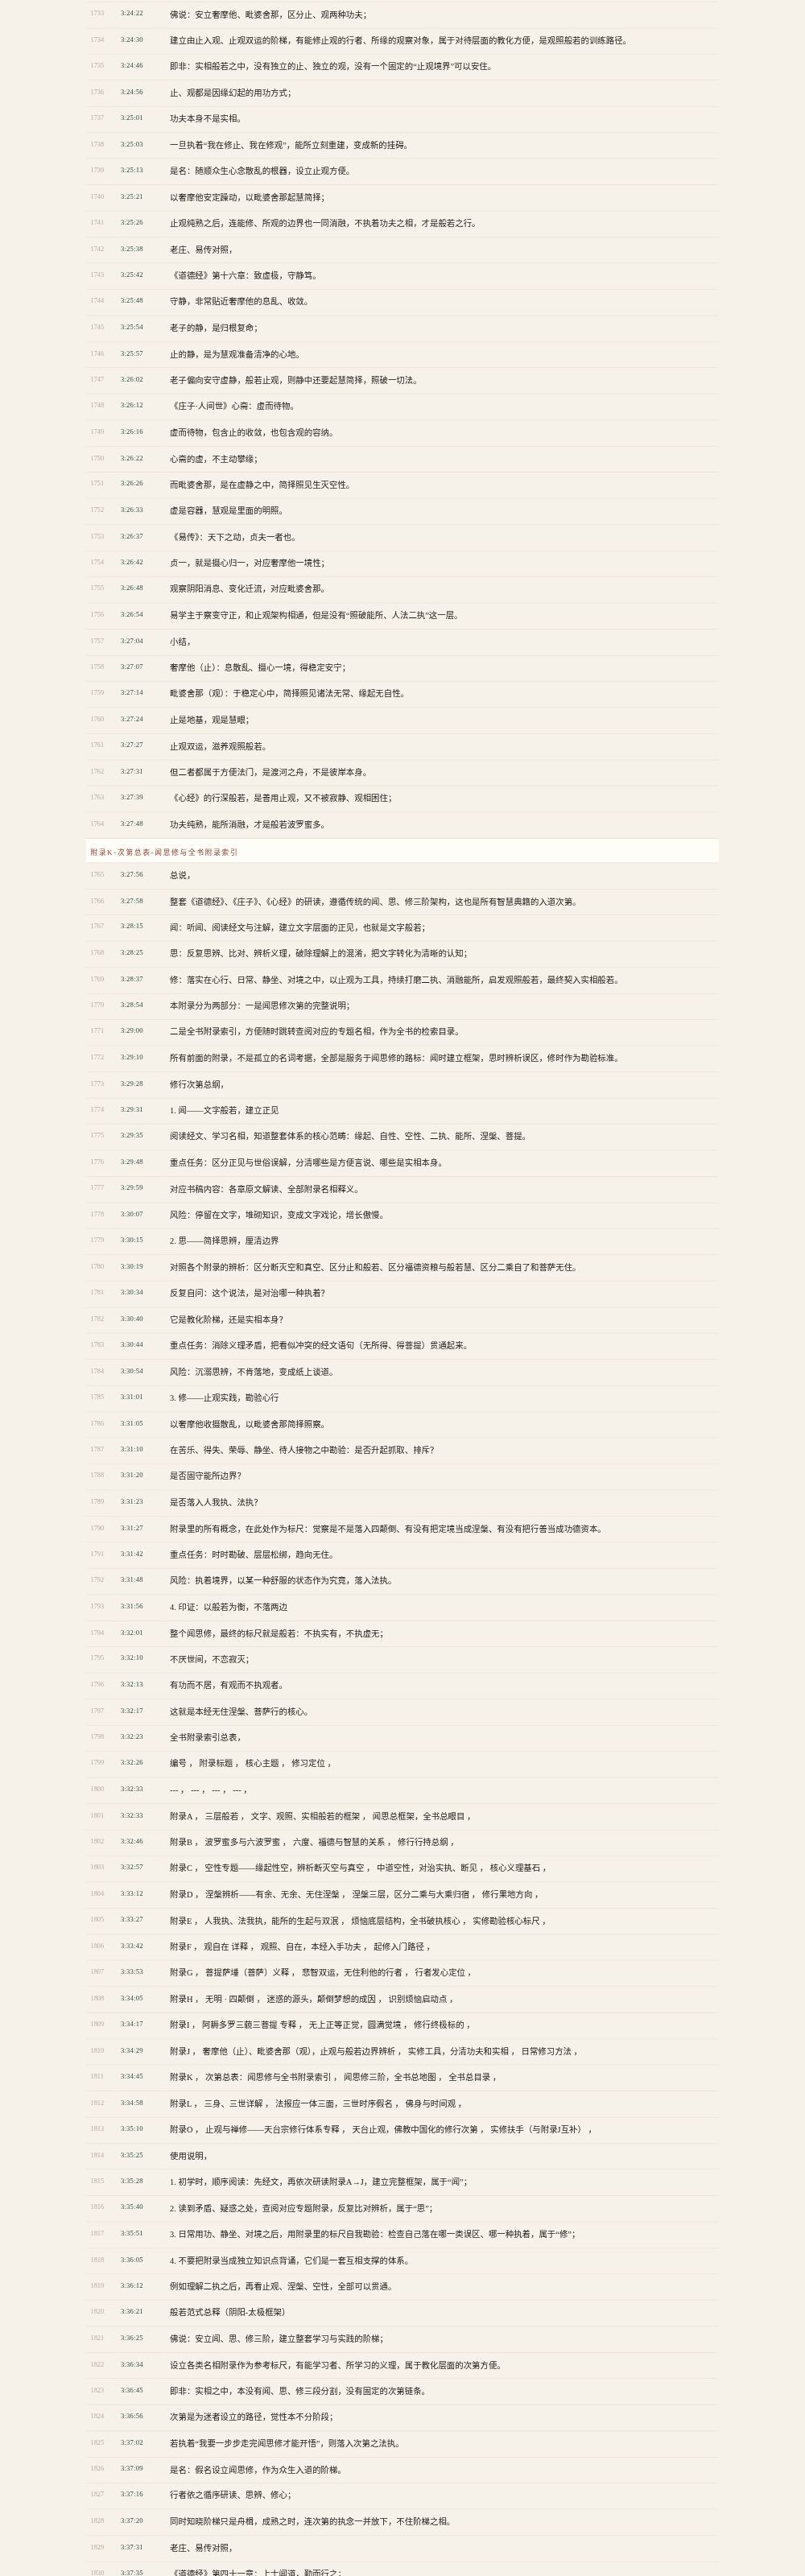 1733 3:24:22 佛说：安立奢摩他、毗婆舍那，区分止、观两种功夫；
1734 3:24:30 建立由止入观、止观双运的阶梯，有能修止观的行者、所缘的观察对象，属于对待层面的教化方便，是观照般若的训练路径。
1735 3:24:46 即非：实相般若之中，没有独立的止、独立的观，没有一个固定的“止观境界”可以安住。
1736 3:24:56 止、观都是因缘幻起的用功方式；
1737 3:25:01 功夫本身不是实相。
1738 3:25:03 一旦执着“我在修止、我在修观”，能所立刻重建，变成新的挂碍。
1739 3:25:13 是名：随顺众生心念散乱的根器，设立止观方便。
1740 3:25:21 以奢摩他安定躁动，以毗婆舍那起慧简择；
1741 3:25:26 止观纯熟之后，连能修、所观的边界也一同消融，不执着功夫之相，才是般若之行。
1742 3:25:38 老庄、易传对照，
1743 3:25:42 《道德经》第十六章：致虚极，守静笃。
1744 3:25:48 守静，非常贴近奢摩他的息乱、收敛。
1745 3:25:54 老子的静，是归根复命；
1746 3:25:57 止的静，是为慧观准备清净的心地。
1747 3:26:02 老子偏向安守虚静，般若止观，则静中还要起慧简择，照破一切法。
1748 3:26:12 《庄子·人间世》心斋：虚而待物。
1749 3:26:16 虚而待物，包含止的收敛，也包含观的容纳。
1750 3:26:22 心斋的虚，不主动攀缘；
1751 3:26:26 而毗婆舍那，是在虚静之中，简择照见生灭空性。
1752 3:26:33 虚是容器，慧观是里面的明照。
1753 3:26:37 《易传》：天下之动，贞夫一者也。
1754 3:26:42 贞一，就是摄心归一，对应奢摩他一境性；
1755 3:26:48 观察阴阳消息、变化迁流，对应毗婆舍那。
1756 3:26:54 易学主于察变守正，和止观架构相通，但是没有“照破能所、人法二执”这一层。
1757 3:27:04 小结，
1758 3:27:07 奢摩他（止）：息散乱、摄心一境，得稳定安宁；
1759 3:27:14 毗婆舍那（观）：于稳定心中，简择照见诸法无常、缘起无自性。
1760 3:27:24 止是地基，观是慧眼；
1761 3:27:27 止观双运，滋养观照般若。
1762 3:27:31 但二者都属于方便法门，是渡河之舟，不是彼岸本身。
1763 3:27:39 《心经》的行深般若，是善用止观，又不被寂静、观相困住；
1764 3:27:48 功夫纯熟，能所消融，才是般若波罗蜜多。
附录K-次第总表-闻思修与全书附录索引
1765 3:27:56 总说，
1766 3:27:58 整套《道德经》、《庄子》、《心经》的研读，遵循传统的闻、思、修三阶架构，这也是所有智慧典籍的入道次第。
1767 3:28:15 闻：听闻、阅读经文与注解，建立文字层面的正见，也就是文字般若；
1768 3:28:25 思：反复思辨、比对、辨析义理，破除理解上的混淆，把文字转化为清晰的认知；
1769 3:28:37 修：落实在心行、日常、静坐、对境之中，以止观为工具，持续打磨二执、消融能所，启发观照般若，最终契入实相般若。
1770 3:28:54 本附录分为两部分：一是闻思修次第的完整说明；
1771 3:29:00 二是全书附录索引，方便随时跳转查阅对应的专题名相，作为全书的检索目录。
1772 3:29:10 所有前面的附录，不是孤立的名词考据，全部是服务于闻思修的路标：闻时建立框架，思时辨析误区，修时作为勘验标准。
1773 3:29:28 修行次第总纲，
1774 3:29:31 1. 闻——文字般若，建立正见
1775 3:29:35 阅读经文、学习名相，知道整套体系的核心范畴：缘起、自性、空性、二执、能所、涅槃、菩提。
1776 3:29:48 重点任务：区分正见与世俗误解，分清哪些是方便言说、哪些是实相本身。
1777 3:29:59 对应书稿内容：各章原文解读、全部附录名相释义。
1778 3:30:07 风险：停留在文字，堆砌知识，变成文字戏论，增长傲慢。
1779 3:30:15 2. 思——简择思辨，厘清边界
1780 3:30:19 对照各个附录的辨析：区分断灭空和真空、区分止和般若、区分福德资粮与般若慧、区分二乘自了和菩萨无住。
1781 3:30:34 反复自问：这个说法，是对治哪一种执着？
1782 3:30:40 它是教化阶梯，还是实相本身？
1783 3:30:44 重点任务：消除义理矛盾，把看似冲突的经文语句（无所得、得菩提）贯通起来。
1784 3:30:54 风险：沉溺思辨，不肯落地，变成纸上谈道。
1785 3:31:01 3. 修——止观实践，勘验心行
1786 3:31:05 以奢摩他收摄散乱，以毗婆舍那简择照察。
1787 3:31:10 在苦乐、得失、荣辱、静坐、待人接物之中勘验：是否升起抓取、排斥？
1788 3:31:20 是否固守能所边界？
1789 3:31:23 是否落入人我执、法执？
1790 3:31:27 附录里的所有概念，在此处作为标尺：觉察是不是落入四颠倒、有没有把定境当成涅槃、有没有把行善当成功德资本。
1791 3:31:42 重点任务：时时勘破、层层松绑，趋向无住。
1792 3:31:48 风险：执着境界，以某一种舒服的状态作为究竟，落入法执。
1793 3:31:56 4. 印证：以般若为衡，不落两边
1794 3:32:01 整个闻思修，最终的标尺就是般若：不执实有，不执虚无；
1795 3:32:10 不厌世间，不恋寂灭；
1796 3:32:13 有功而不居，有观而不执观者。
1797 3:32:17 这就是本经无住涅槃、菩萨行的核心。
1798 3:32:23 全书附录索引总表，
1799 3:32:26 编号 ， 附录标题 ， 核心主题 ， 修习定位 ，
1800 3:32:33 --- ， --- ， --- ， --- ，
1801 3:32:33 附录A ， 三层般若 ， 文字、观照、实相般若的框架 ， 闻思总框架，全书总眼目 ，
1802 3:32:46 附录B ， 波罗蜜多与六波罗蜜 ， 六度、福德与智慧的关系 ， 修行行持总纲 ，
1803 3:32:57 附录C ， 空性专题——缘起性空，辨析断灭空与真空 ， 中道空性，对治实执、断见 ， 核心义理基石 ，
1804 3:33:12 附录D ， 涅槃辨析——有余、无余、无住涅槃 ， 涅槃三层，区分二乘与大乘归宿 ， 修行果地方向 ，
1805 3:33:27 附录E ， 人我执、法我执，能所的生起与双泯 ， 烦恼底层结构，全书破执核心 ， 实修勘验核心标尺 ，
1806 3:33:42 附录F ， 观自在 详释 ， 观照、自在，本经入手功夫 ， 起修入门路径 ，
1807 3:33:53 附录G ， 菩提萨埵（菩萨）义释 ， 悲智双运，无住利他的行者 ， 行者发心定位 ，
1808 3:34:05 附录H ， 无明 · 四颠倒 ， 迷惑的源头，颠倒梦想的成因 ， 识别烦恼启动点 ，
1809 3:34:17 附录I ， 阿耨多罗三藐三菩提 专释 ， 无上正等正觉，圆满觉境 ， 修行终极标的 ，
1810 3:34:29 附录J ， 奢摩他（止）、毗婆舍那（观），止观与般若边界辨析 ， 实修工具，分清功夫和实相 ， 日常修习方法 ，
1811 3:34:45 附录K ， 次第总表：闻思修与全书附录索引 ， 闻思修三阶，全书总地图 ， 全书总目录 ，
1812 3:34:58 附录L ， 三身、三世详解 ， 法报应一体三面，三世时序假名 ， 佛身与时间观 ，
1813 3:35:10 附录O ， 止观与禅修——天台宗修行体系专释 ， 天台止观，佛教中国化的修行次第 ， 实修扶手（与附录J互补） ，
1814 3:35:25 使用说明，
1815 3:35:28 1. 初学时，顺序阅读：先经文，再依次研读附录A→J，建立完整框架，属于“闻”；
1816 3:35:40 2. 读到矛盾、疑惑之处，查阅对应专题附录，反复比对辨析，属于“思”；
1817 3:35:51 3. 日常用功、静坐、对境之后，用附录里的标尺自我勘验：检查自己落在哪一类误区、哪一种执着，属于“修”；
1818 3:36:05 4. 不要把附录当成独立知识点背诵，它们是一套互相支撑的体系。
1819 3:36:12 例如理解二执之后，再看止观、涅槃、空性，全部可以贯通。
1820 3:36:21 般若范式总释（阴阳-太极框架）
1821 3:36:25 佛说：安立闻、思、修三阶，建立整套学习与实践的阶梯；
1822 3:36:34 设立各类名相附录作为参考标尺，有能学习者、所学习的义理，属于教化层面的次第方便。
1823 3:36:45 即非：实相之中，本没有闻、思、修三段分割，没有固定的次第链条。
1824 3:36:56 次第是为迷者设立的路径，觉性本不分阶段；
1825 3:37:02 若执着“我要一步步走完闻思修才能开悟”，则落入次第之法执。
1826 3:37:09 是名：假名设立闻思修，作为众生入道的阶梯。
1827 3:37:16 行者依之循序研读、思辨、修心；
1828 3:37:20 同时知晓阶梯只是舟楫，成熟之时，连次第的执念一并放下，不住阶梯之相。
1829 3:37:31 老庄、易传对照，
1830 3:37:35 《道德经》第四十一章：上士闻道，勤而行之；